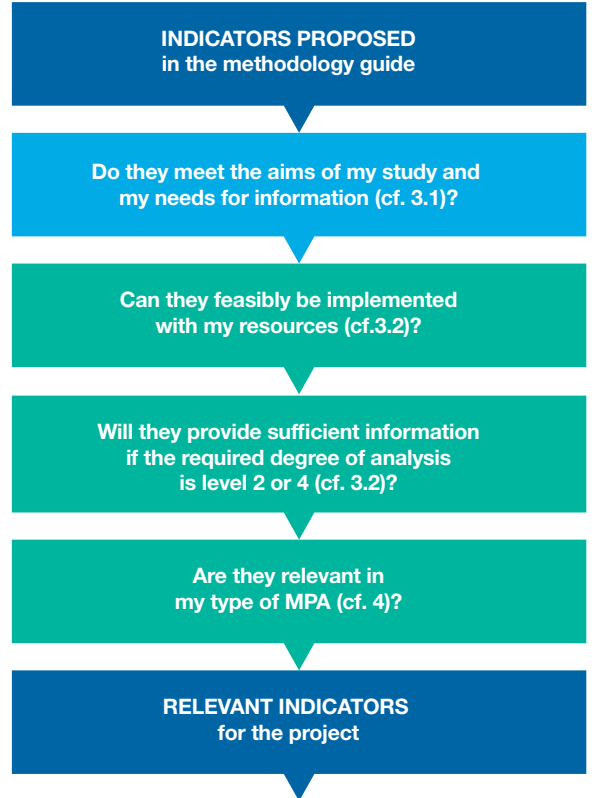 INDICATORS PROPOSED
in the methodology guide
Do they meet the aims of my study and
my needs for information (cf. 3.1)?
Can they feasibly be implemented
with my resources (cf.3.2)?
Will they provide sufficient information
if the required degree of analysis
is level 2 or 4 (cf. 3.2)?
Are they relevant in
my type of MPA (cf. 4)?
RELEVANT INDICATORS
for the project